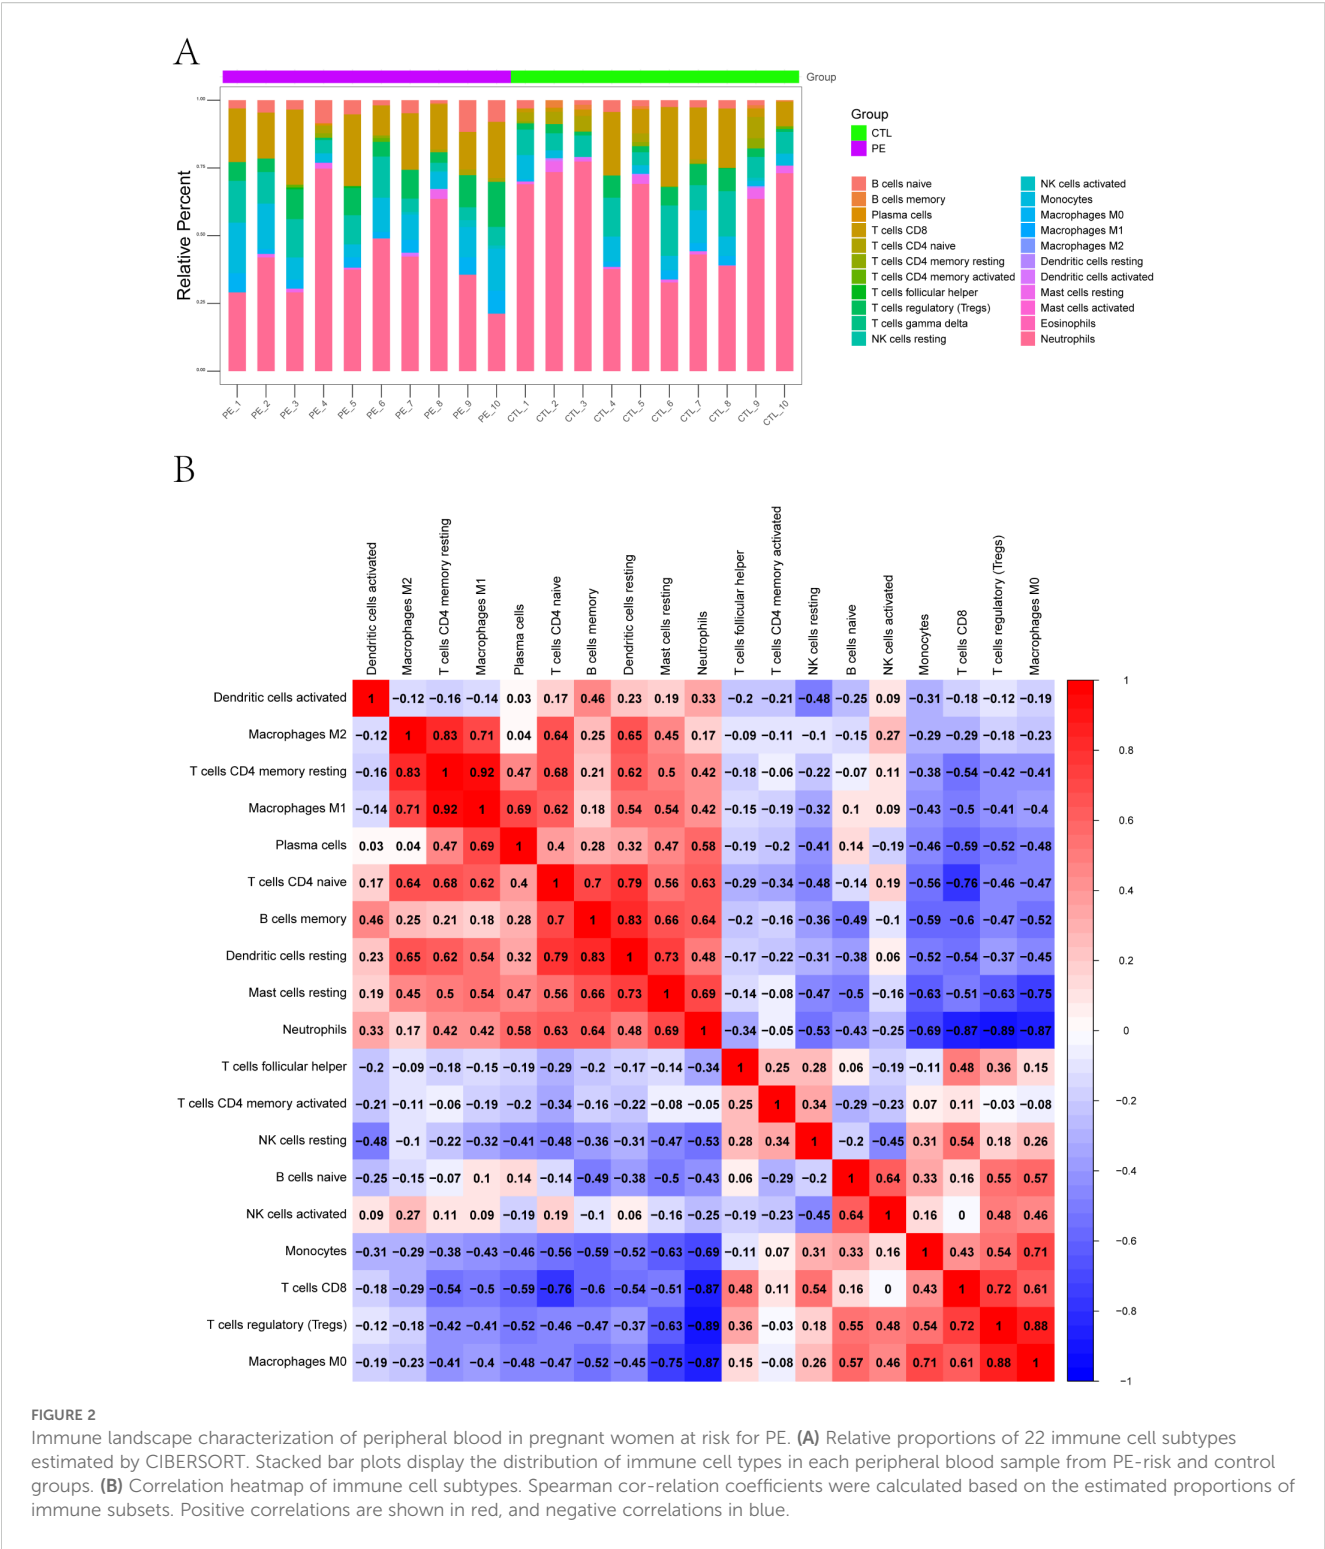 A
Group
Relative Percent
1.00
0.75
0.50
0.25
0.00
PE_1 PE_2 PE_3 PE_4 PE_5 PE_6 PE_7 PE_8 PE_9 PE_10 CTL_1 CTL_2 CTL_3 CTL_4 CTL_5 CTL_6 CTL_7 CTL_8 CTL_9 CTL_10
Group
CTL
PE
B cells naive
B cells memory
Plasma cells
T cells CD8
T cells CD4 naive
T cells CD4 memory resting
T cells CD4 memory activated
T cells follicular helper
T cells regulatory (Tregs)
T cells gamma delta
NK cells resting
NK cells activated
Monocytes
Macrophages M0
Macrophages M1
Macrophages M2
Dendritic cells resting
Dendritic cells activated
Mast cells resting
Mast cells activated
Eosinophils
Neutrophils
B
Dendritic cells activated
Macrophages M2
T cells CD4 memory resting
Macrophages M1
Plasma cells
T cells CD4 naive
B cells memory
Dendritic cells resting
Mast cells resting
Neutrophils
T cells follicular helper
T cells CD4 memory activated
NK cells resting
B cells naive
NK cells activated
Monocytes
T cells CD8
T cells regulatory (Tregs)
Macrophages M0
Dendritic cells activated 1 −0.12 −0.16 −0.14 0.03 0.17 0.46 0.23 0.19 0.33 −0.2 −0.21 −0.48 −0.25 0.09 −0.31 −0.18 −0.12 −0.19
Macrophages M2 −0.12 1 0.83 0.71 0.04 0.64 0.25 0.65 0.45 0.17 −0.09 −0.11 −0.1 −0.15 0.27 −0.29 −0.29 −0.18 −0.23
T cells CD4 memory resting −0.16 0.83 1 0.92 0.47 0.68 0.21 0.62 0.5 0.42 −0.18 −0.06 −0.22 −0.07 0.11 −0.38 −0.54 −0.42 −0.41
Macrophages M1 −0.14 0.71 0.92 1 0.69 0.62 0.18 0.54 0.54 0.42 −0.15 −0.19 −0.32 0.1 0.09 −0.43 −0.5 −0.41 −0.4
Plasma cells 0.03 0.04 0.47 0.69 1 0.4 0.28 0.32 0.47 0.58 −0.19 −0.2 −0.41 0.14 −0.19 −0.46 −0.59 −0.52 −0.48
T cells CD4 naive 0.17 0.64 0.68 0.62 0.4 1 0.7 0.79 0.56 0.63 −0.29 −0.34 −0.48 −0.14 0.19 −0.56 −0.76 −0.46 −0.47
B cells memory 0.46 0.25 0.21 0.18 0.28 0.7 1 0.83 0.66 0.64 −0.2 −0.16 −0.36 −0.49 −0.1 −0.59 −0.6 −0.47 −0.52
Dendritic cells resting 0.23 0.65 0.62 0.54 0.32 0.79 0.83 1 0.73 0.48 −0.17 −0.22 −0.31 −0.38 0.06 −0.52 −0.54 −0.37 −0.45
Mast cells resting 0.19 0.45 0.5 0.54 0.47 0.56 0.66 0.73 1 0.69 −0.14 −0.08 −0.47 −0.5 −0.16 −0.63 −0.51 −0.63 −0.75
Neutrophils 0.33 0.17 0.42 0.42 0.58 0.63 0.64 0.48 0.69 1 −0.34 −0.05 −0.53 −0.43 −0.25 −0.69 −0.87 −0.89 −0.87
T cells follicular helper −0.2 −0.09 −0.18 −0.15 −0.19 −0.29 −0.2 −0.17 −0.14 −0.34 1 0.25 0.28 0.06 −0.19 −0.11 0.48 0.36 0.15
T cells CD4 memory activated −0.21 −0.11 −0.06 −0.19 −0.2 −0.34 −0.16 −0.22 −0.08 −0.05 0.25 1 0.34 −0.29 −0.23 0.07 0.11 −0.03 −0.08
NK cells resting −0.48 −0.1 −0.22 −0.32 −0.41 −0.48 −0.36 −0.31 −0.47 −0.53 0.28 0.34 1 −0.2 −0.45 0.31 0.54 0.18 0.26
B cells naive −0.25 −0.15 −0.07 0.1 0.14 −0.14 −0.49 −0.38 −0.5 −0.43 0.06 −0.29 −0.2 1 0.64 0.33 0.16 0.55 0.57
NK cells activated 0.09 0.27 0.11 0.09 −0.19 0.19 −0.1 0.06 −0.16 −0.25 −0.19 −0.23 −0.45 0.64 1 0.16 0 0.48 0.46
Monocytes −0.31 −0.29 −0.38 −0.43 −0.46 −0.56 −0.59 −0.52 −0.63 −0.69 −0.11 0.07 0.31 0.33 0.16 1 0.43 0.54 0.71
T cells CD8 −0.18 −0.29 −0.54 −0.5 −0.59 −0.76 −0.6 −0.54 −0.51 −0.87 0.48 0.11 0.54 0.16 0 0.43 1 0.72 0.61
T cells regulatory (Tregs) −0.12 −0.18 −0.42 −0.41 −0.52 −0.46 −0.47 −0.37 −0.63 −0.89 0.36 −0.03 0.18 0.55 0.48 0.54 0.72 1 0.88
Macrophages M0 −0.19 −0.23 −0.41 −0.4 −0.48 −0.47 −0.52 −0.45 −0.75 −0.87 0.15 −0.08 0.26 0.57 0.46 0.71 0.61 0.88 1
1
0.8
0.6
0.4
0.2
0
−0.2
−0.4
−0.6
−0.8
−1
FIGURE 2
Immune landscape characterization of peripheral blood in pregnant women at risk for PE. (A) Relative proportions of 22 immune cell subtypes
estimated by CIBERSORT. Stacked bar plots display the distribution of immune cell types in each peripheral blood sample from PE-risk and control
groups. (B) Correlation heatmap of immune cell subtypes. Spearman cor-relation coefficients were calculated based on the estimated proportions of
immune subsets. Positive correlations are shown in red, and negative correlations in blue.